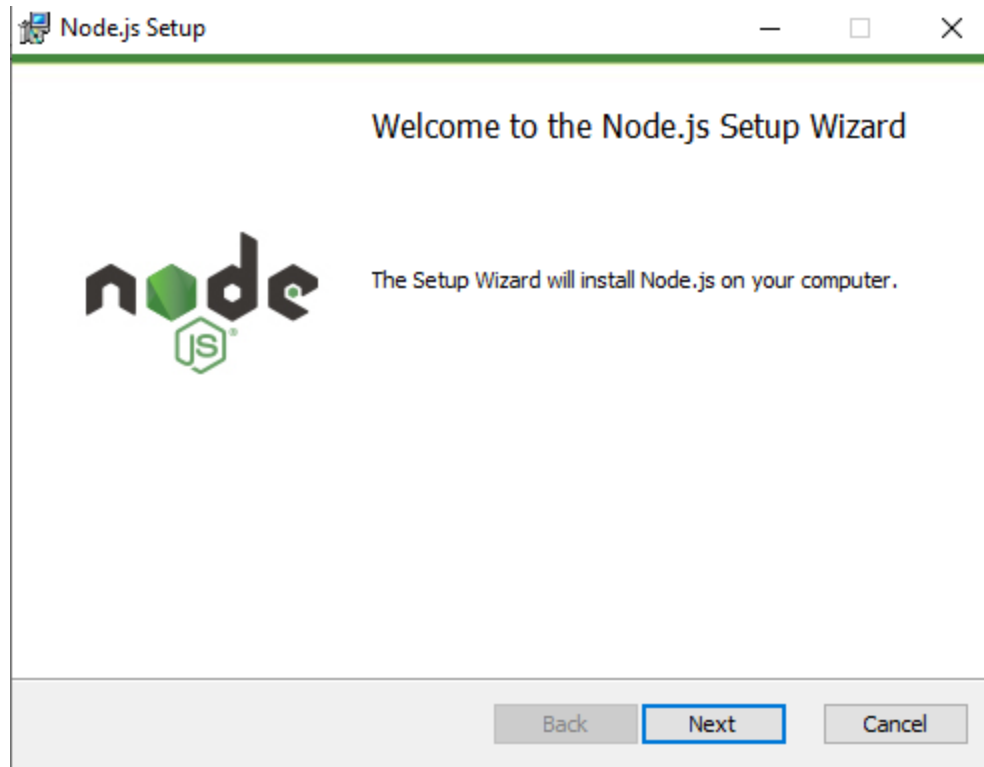 Node.js Setup
Welcome to the Node.js Setup Wizard
node
JS®
The Setup Wizard will install Node.js on your computer.
Back Next Cancel